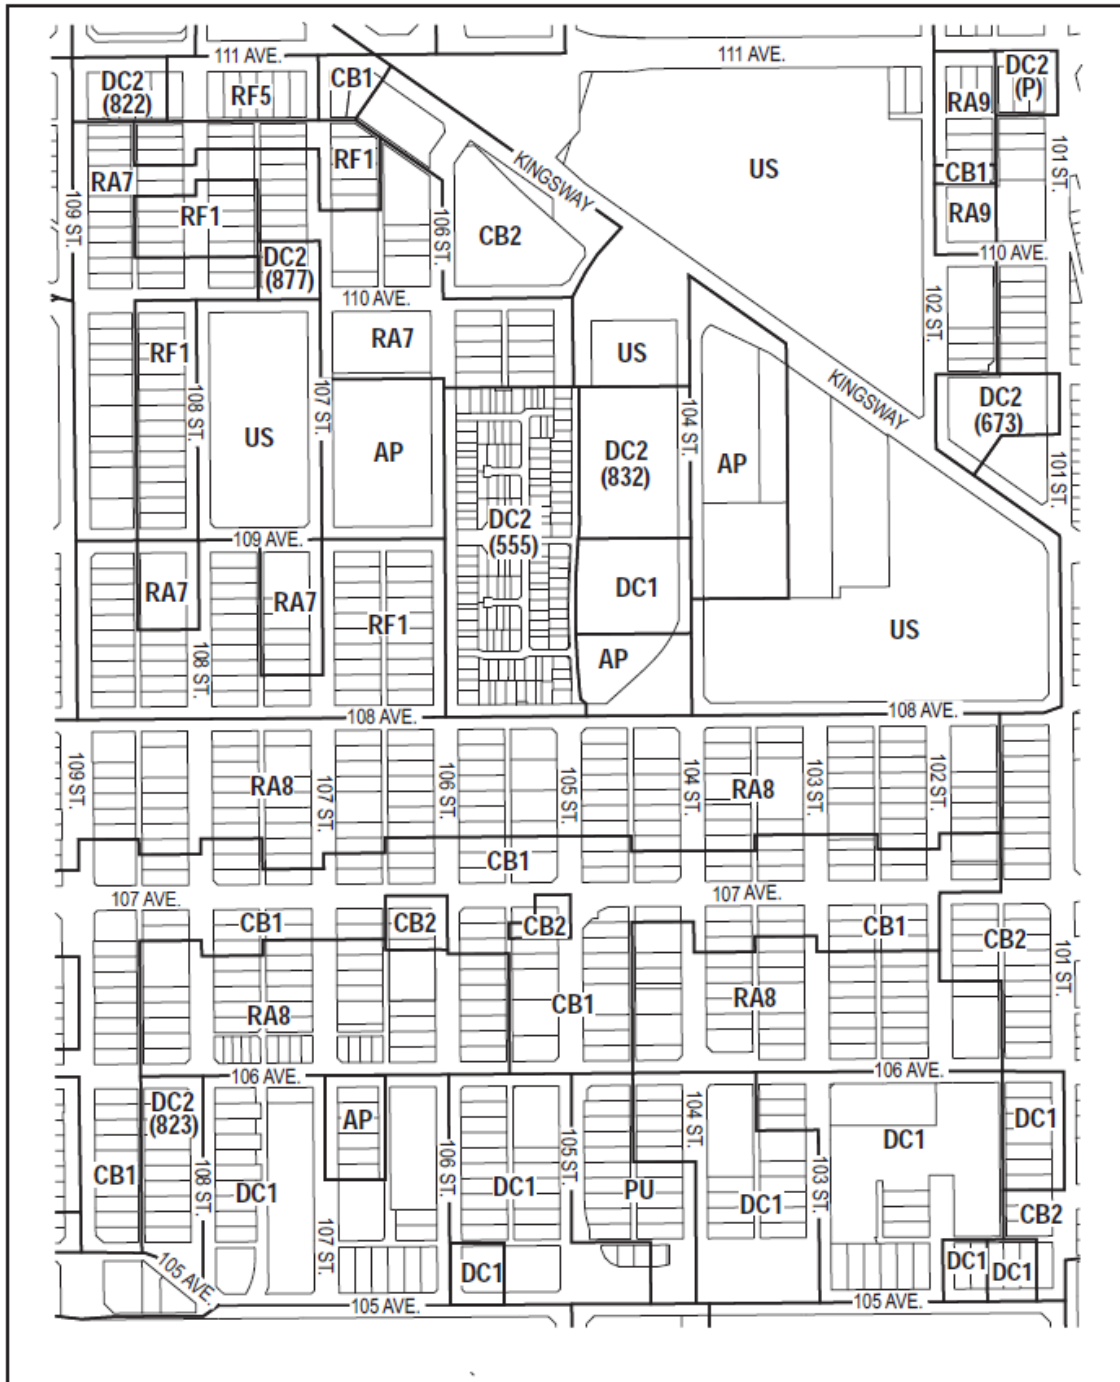 111 AVE.
111 AVE.
DC2
(822)
RF5
CB1
RA9
DC2
(P)
RF1
KINGSWAY
US
101 ST.
RA7
CB1
RA9
109 ST.
RF1
106 ST.
CB2
DC2
(877)
110 AVE.
110 AVE.
102 ST.
RF1
RA7
US
108 ST.
107 ST.
US
AP
104 ST.
KINGSWAY
DC2
(673)
DC2
(832)
AP
101 ST.
DC2
(555)
109 AVE.
RA7
RA7
RF1
DC1
US
108 ST.
AP
108 AVE.
108 AVE.
109 ST.
RA8
107 ST.
106 ST.
105 ST.
104 ST.
RA8
103 ST.
102 ST.
CB1
107 AVE.
107 AVE.
CB1
CB2
CB2
CB1
CB2
101 ST.
RA8
CB1
RA8
106 AVE.
106 AVE.
DC2
(823)
AP
104 ST.
DC1
DC1
CB1
108 ST.
DC1
107 ST.
106 ST.
DC1
105 ST.
PU
DC1
103 ST.
CB2
105 AVE.
DC1
DC1
DC1
105 AVE.
105 AVE.